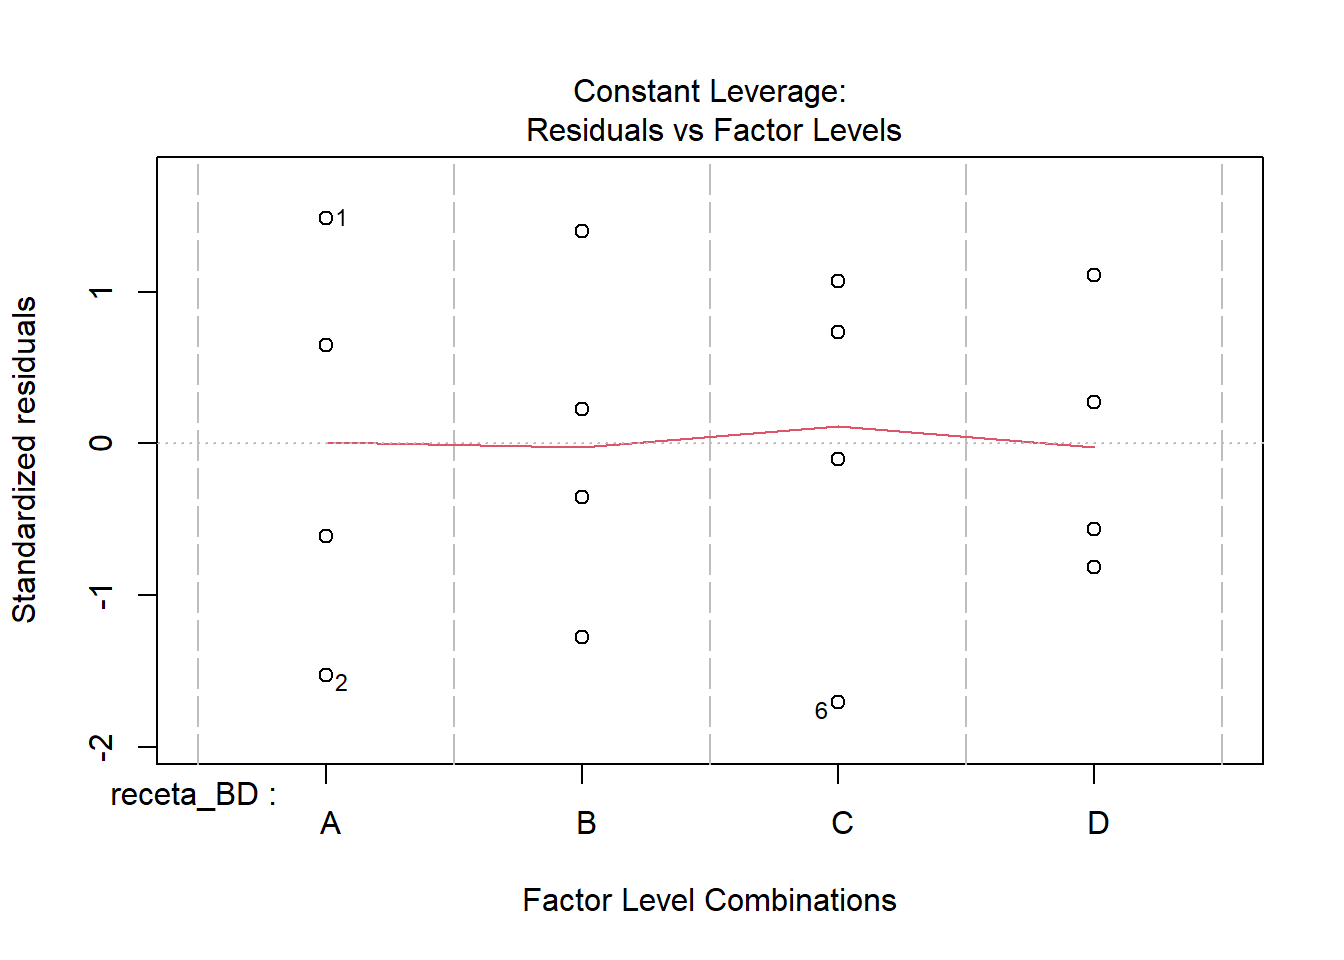 Constant Leverage:
Residuals vs Factor Levels
Standardized residuals
1
0
-1
-2
1
2
6
receta_BD :
A B C D
Factor Level Combinations